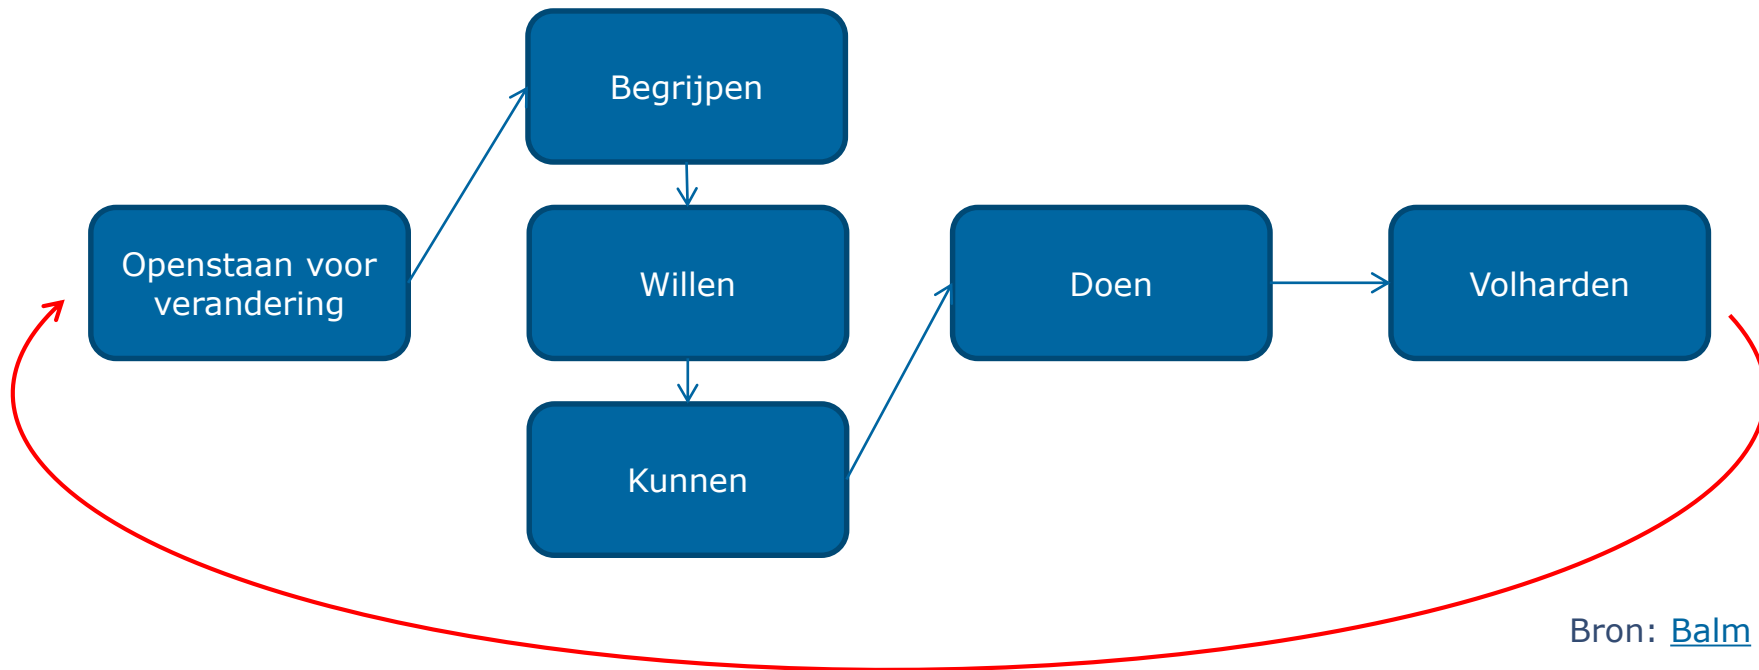 Openstaan voor
verandering
Begrijpen
Willen
Kunnen
Doen
Volharden
Bron: Balm